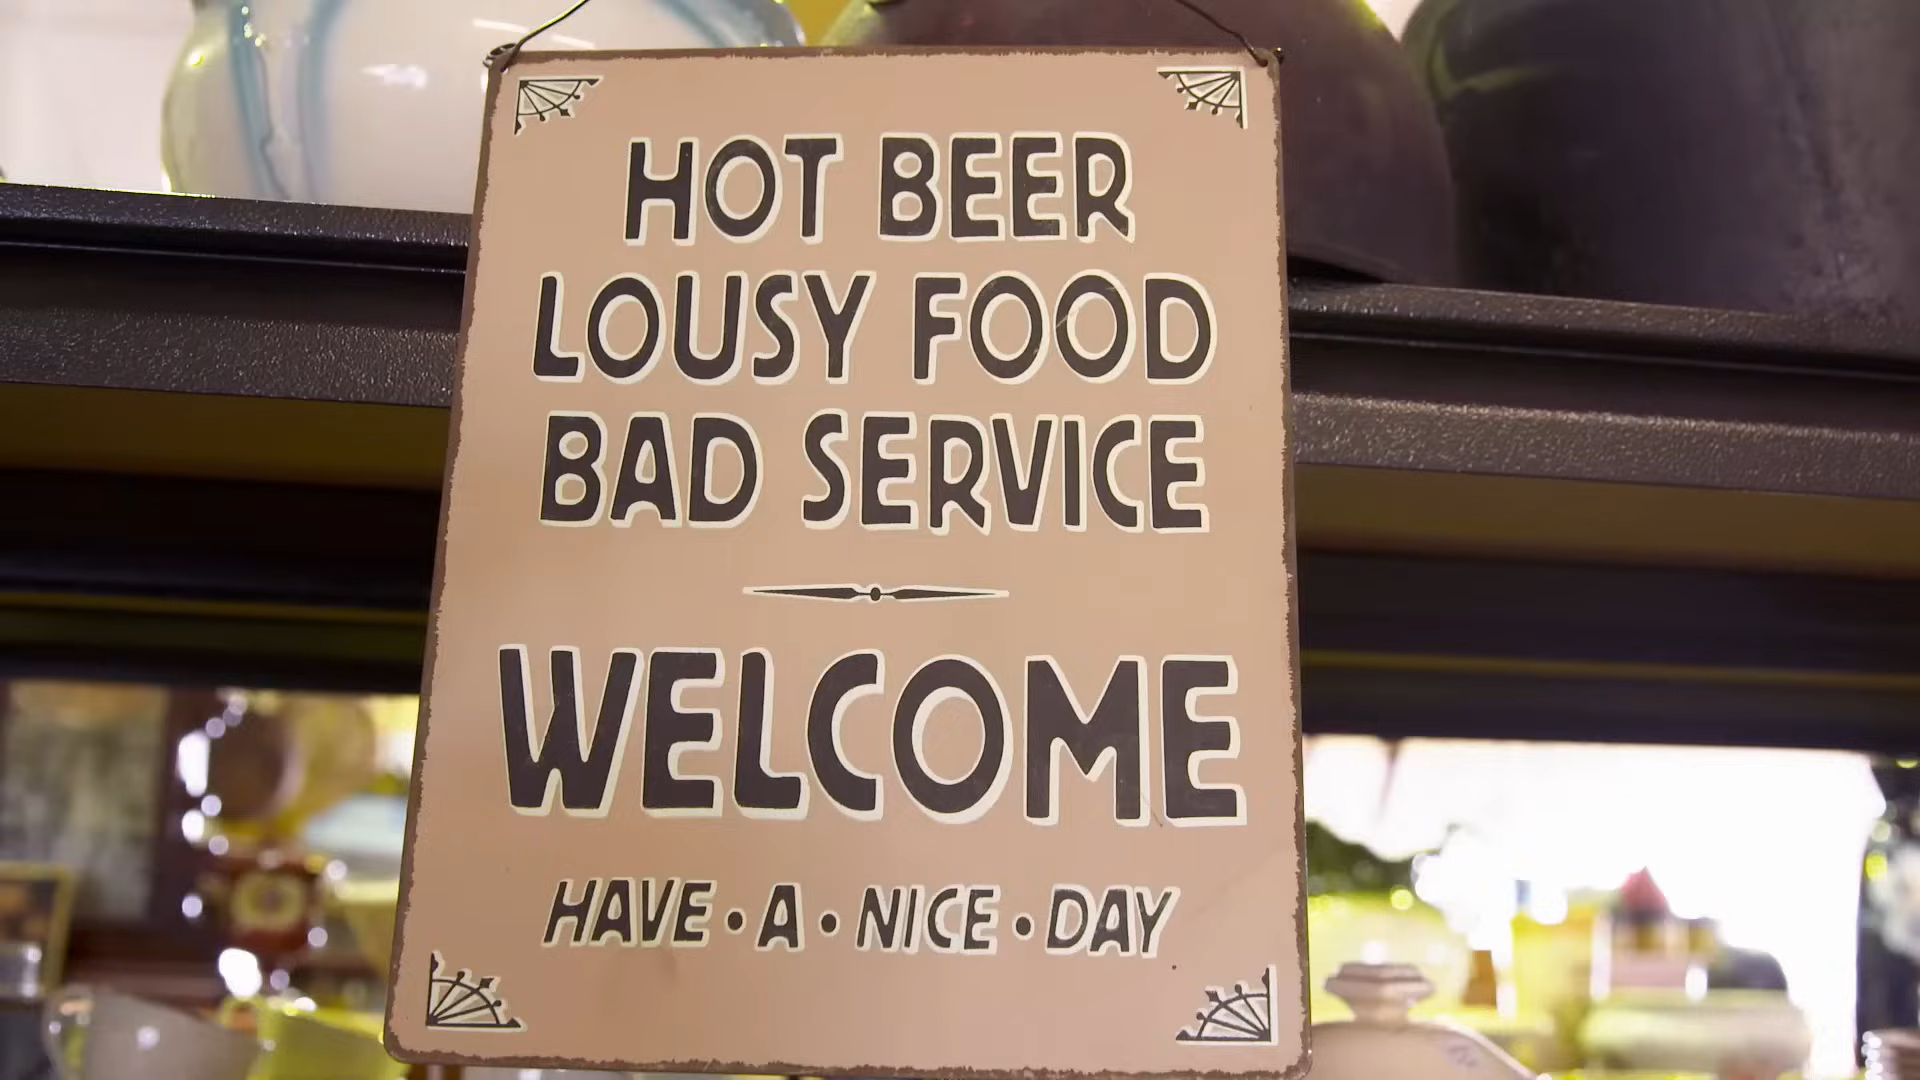 HOT BEER
LOUSY FOOD
BAD SERVICE
WELCOME
HAVE•A•NICE•DAY